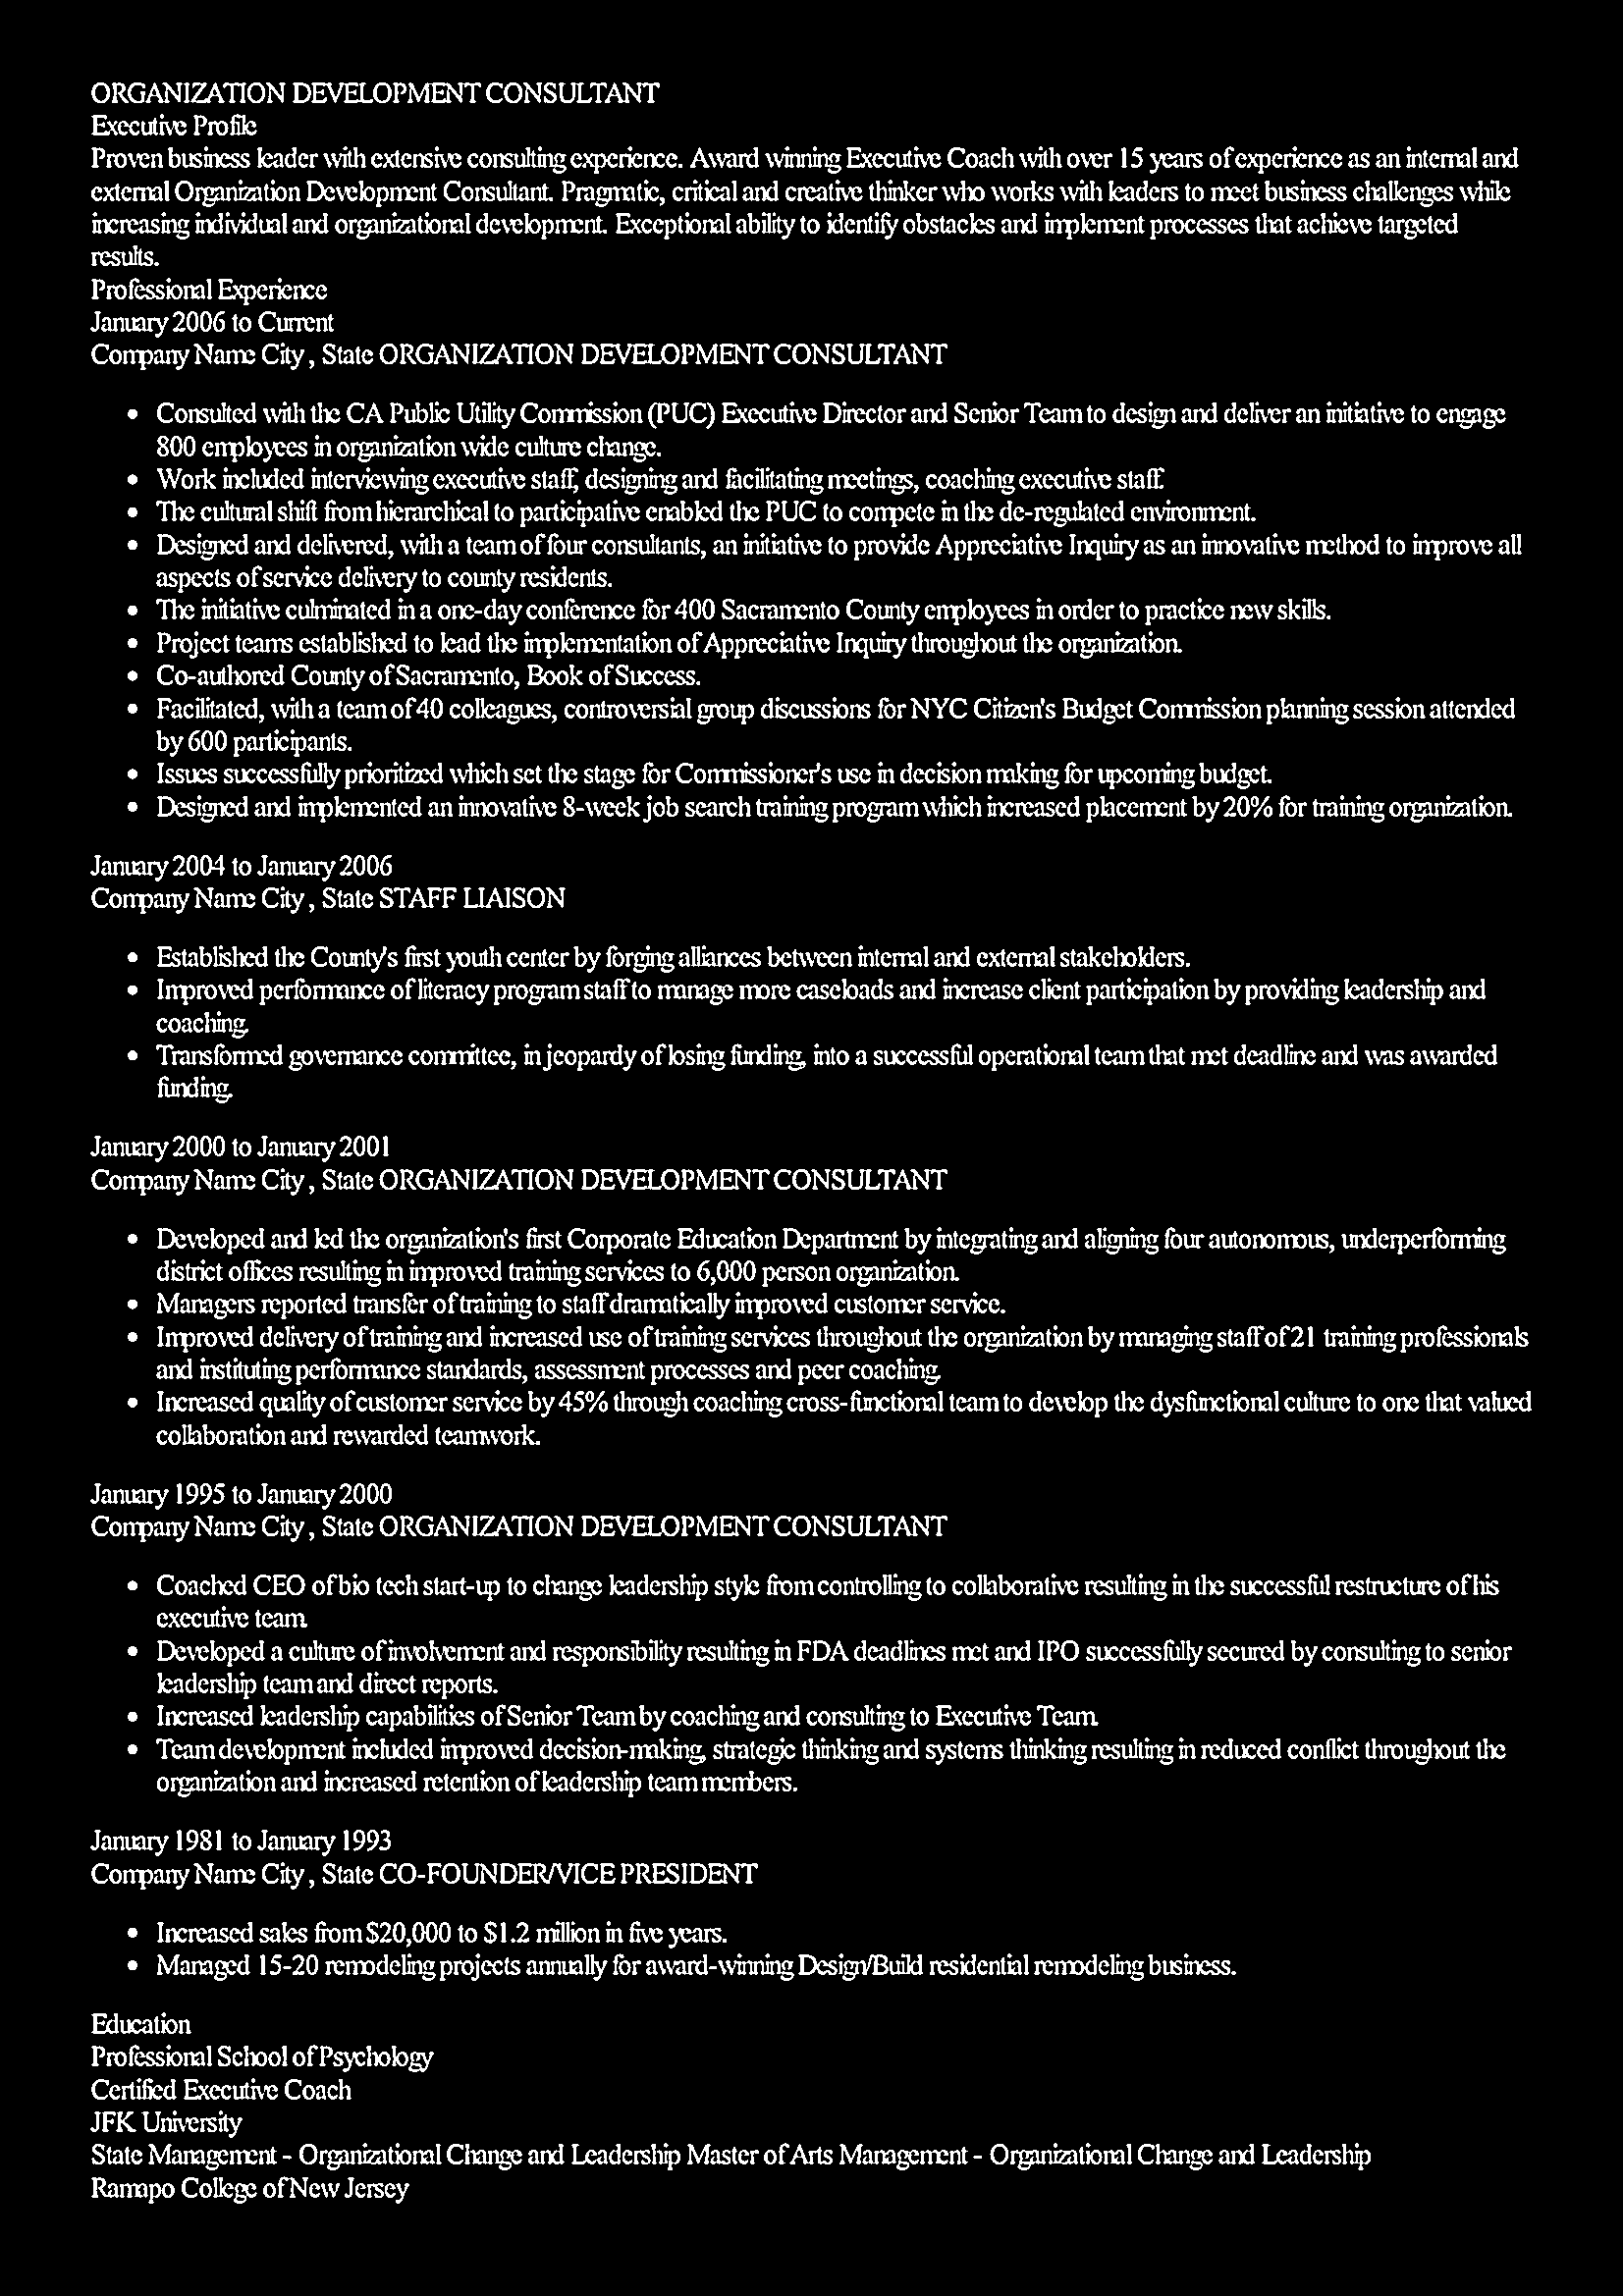 ORGANIZATION DEVELOPMENT CONSULTANT
Executive Profile
Proven business leader with extensive consulting experience. Award winning Executive Coach with over 15 years of experience as an internal and
external Organization Development Consultant. Pragmatic, critical and creative thinker who works with leaders to meet business challenges while
increasing individual and organizational development. Exceptional ability to identify obstacles and implement processes that achieve targeted
results.
Professional Experience
January 2006 to Current
Company Name City , State ORGANIZATION DEVELOPMENT CONSULTANT
• Consulted with the CA Public Utility Commission (PUC) Executive Director and Senior Team to design and deliver an initiative to engage
800 employees in organization wide culture change.
• Work included interviewing executive staff, designing and facilitating meetings, coaching executive staff.
• The cultural shift from hierarchical to participative enabled the PUC to compete in the de-regulated environment.
• Designed and delivered, with a team of four consultants, an initiative to provide Appreciative Inquiry as an innovative method to improve all
aspects of service delivery to county residents.
• The initiative culminated in a one-day conference for 400 Sacramento County employees in order to practice new skills.
• Project teams established to lead the implementation of Appreciative Inquiry throughout the organization.
• Co-authored County of Sacramento, Book of Success.
• Facilitated, with a team of 40 colleagues, controversial group discussions for NYC Citizen's Budget Commission planning session attended
by 600 participants.
• Issues successfully prioritized which set the stage for Commissioner's use in decision making for upcoming budget.
• Designed and implemented an innovative 8-week job search training program which increased placement by 20% for training organization.
January 2004 to January 2006
Company Name City , State STAFF LIAISON
• Established the County's first youth center by forging alliances between internal and external stakeholders.
• Improved performance of literacy program staff to manage more caseloads and increase client participation by providing leadership and
coaching.
• Transformed governance committee, in jeopardy of losing funding, into a successful operational team that met deadline and was awarded
funding.
January 2000 to January 2001
Company Name City , State ORGANIZATION DEVELOPMENT CONSULTANT
• Developed and led the organization's first Corporate Education Department by integrating and aligning four autonomous, underperforming
district offices resulting in improved training services to 6,000 person organization.
• Managers reported transfer of training to staff dramatically improved customer service.
• Improved delivery of training and increased use of training services throughout the organization by managing staff of 21 training professionals
and instituting performance standards, assessment processes and peer coaching.
• Increased quality of customer service by 45% through coaching cross-functional team to develop the dysfunctional culture to one that valued
collaboration and rewarded teamwork.
January 1995 to January 2000
Company Name City , State ORGANIZATION DEVELOPMENT CONSULTANT
• Coached CEO of bio tech start-up to change leadership style from controlling to collaborative resulting in the successful restructure of his
executive team.
• Developed a culture of involvement and responsibility resulting in FDA deadlines met and IPO successfully secured by consulting to senior
leadership team and direct reports.
• Increased leadership capabilities of Senior Team by coaching and consulting to Executive Team.
• Team development included improved decision-making, strategic thinking and systems thinking resulting in reduced conflict throughout the
organization and increased retention of leadership team members.
January 1981 to January 1993
Company Name City , State CO-FOUNDER/VICE PRESIDENT
• Increased sales from $20,000 to $1.2 million in five years.
• Managed 15-20 remodeling projects annually for award-winning Design/Build residential remodeling business.
Education
Professional School of Psychology
Certified Executive Coach
JFK University
State Management - Organizational Change and Leadership Master of Arts Management - Organizational Change and Leadership
Ramapo College of New Jersey